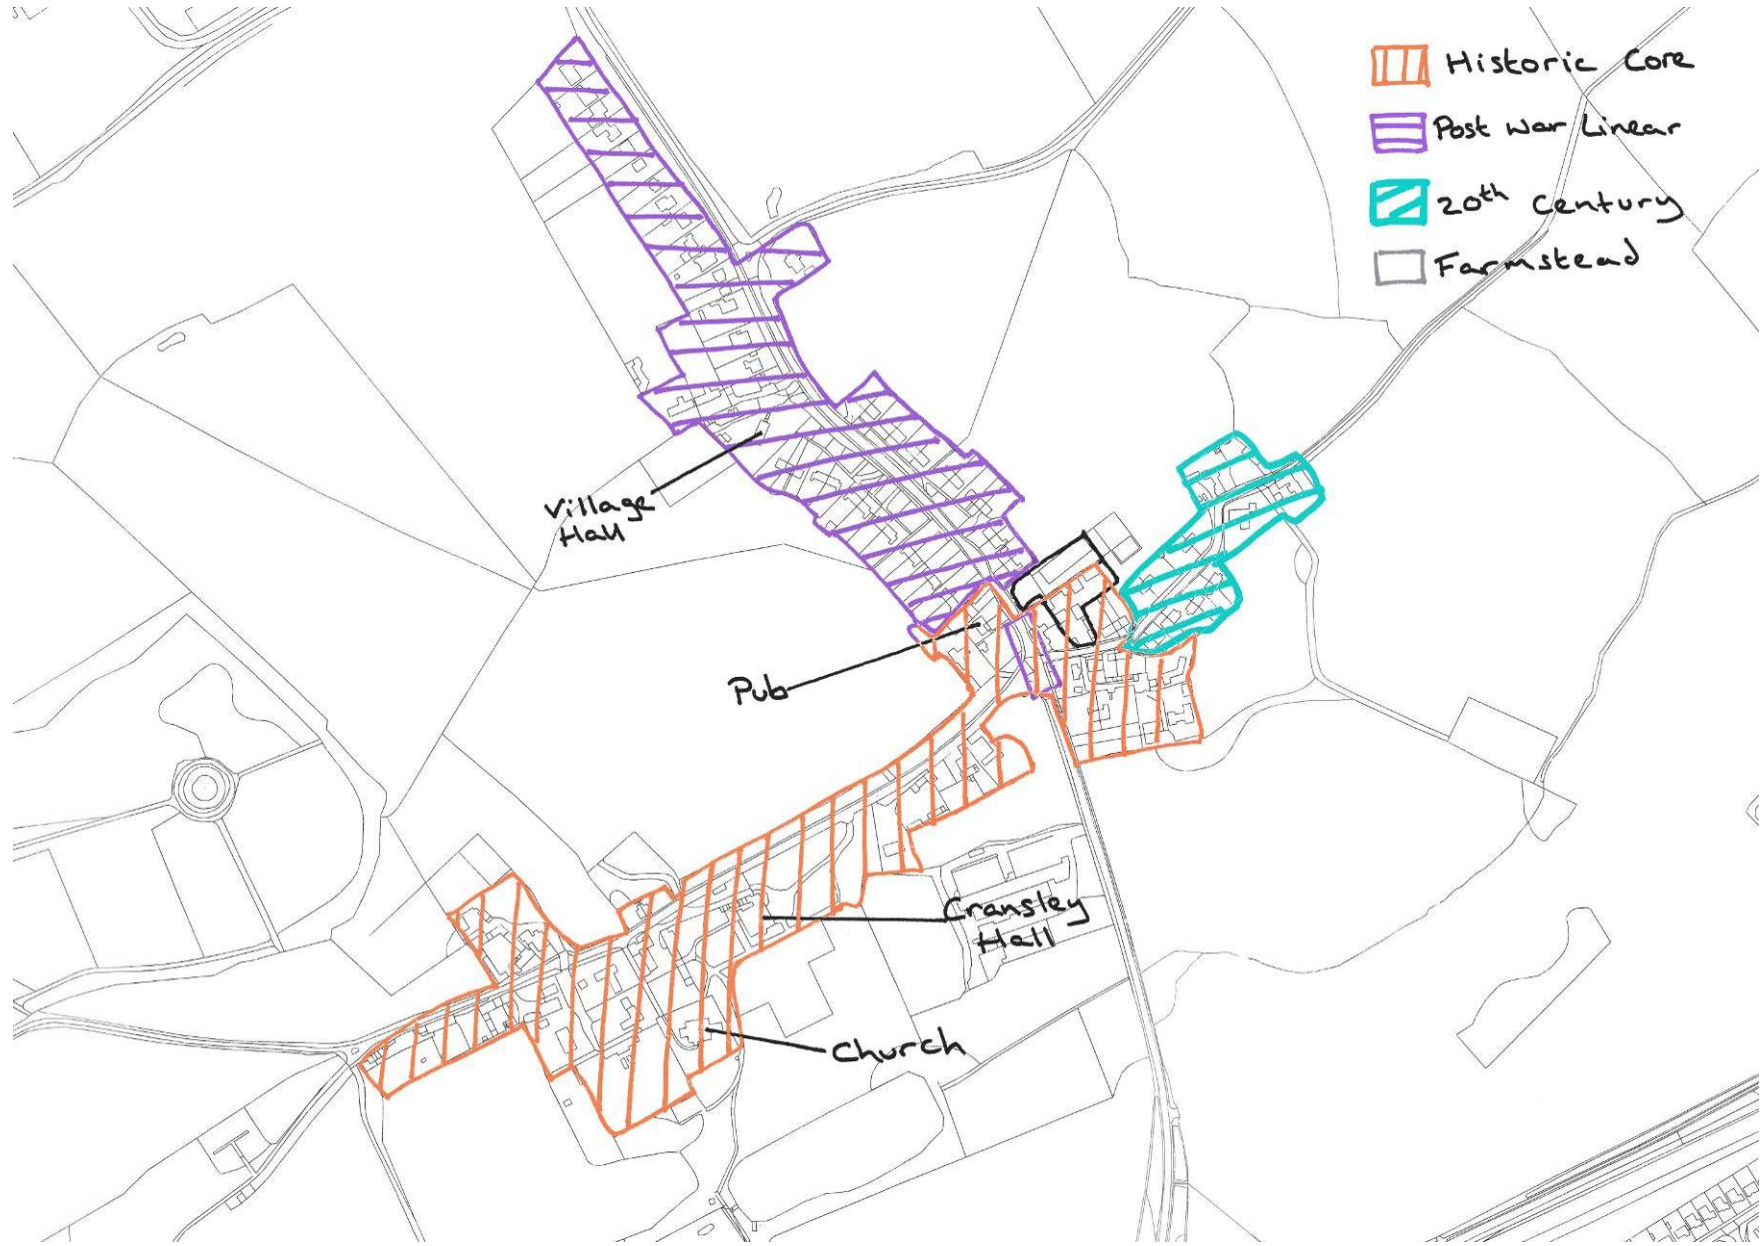 Historic Core
Post War Linear
20th Century
Farmstead
Village
Hall
Pub
Cransley
Hall
Church